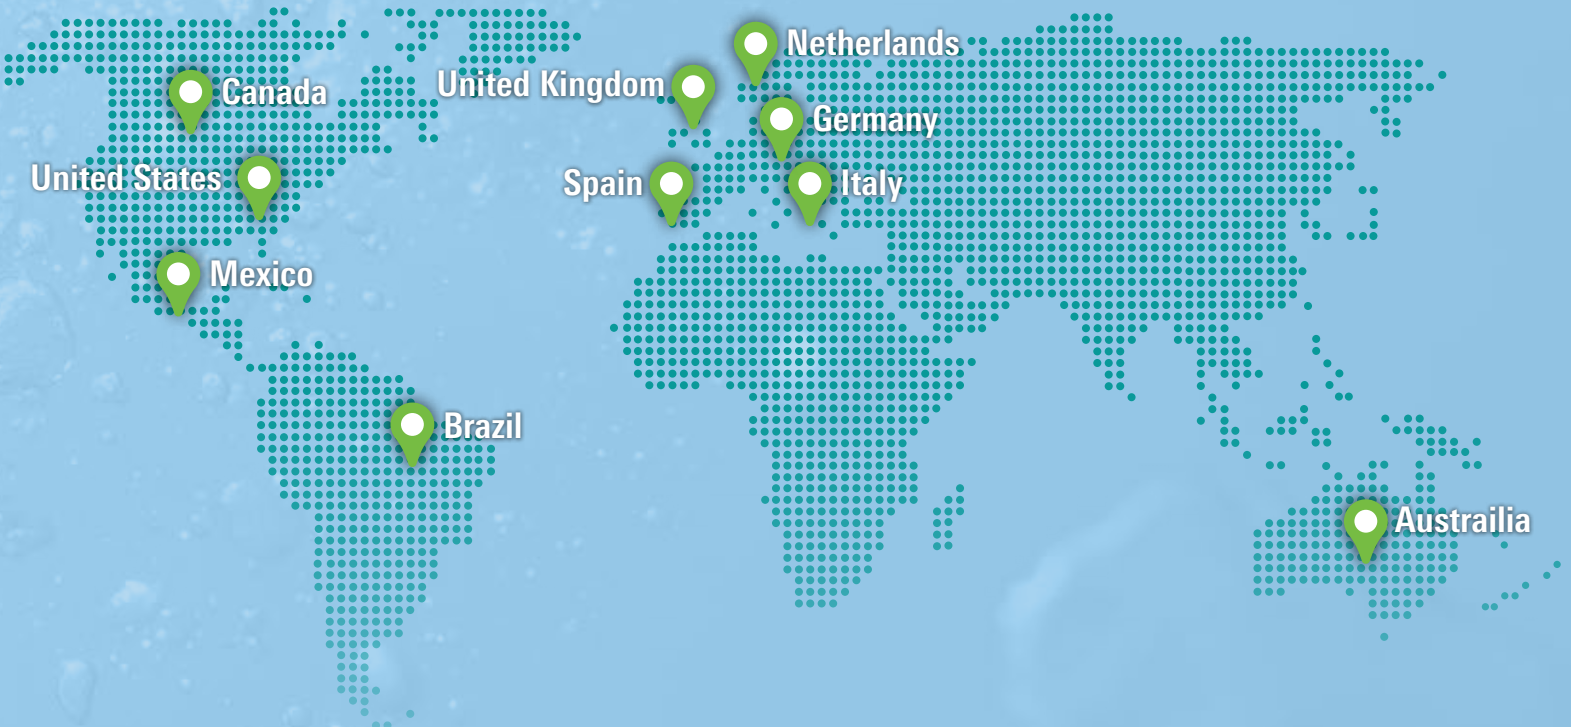 Netherlands
United Kingdom
Canada
Germany
United States
Spain
Italy
Mexico
Brazil
Austrailia